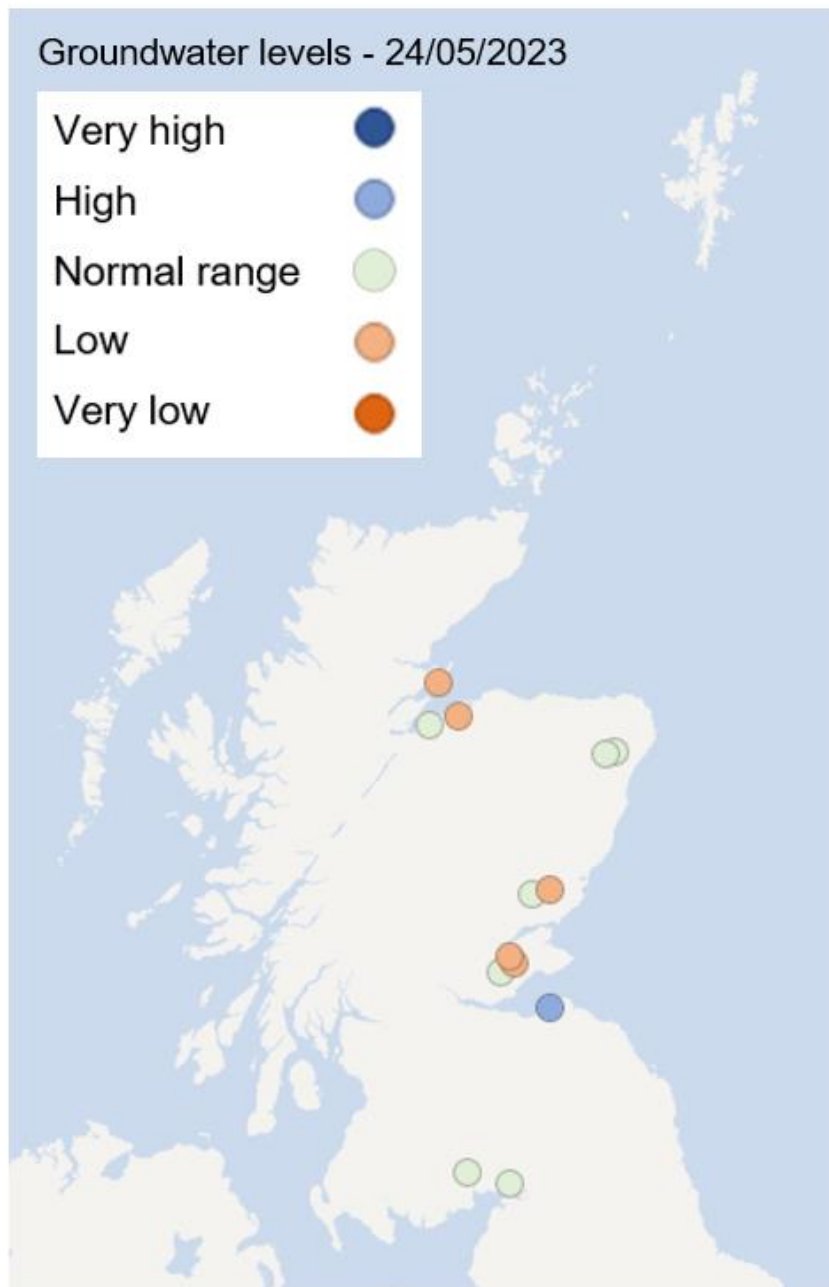 Groundwater levels - 24/05/2023
Very high
High
Normal range
Low
Very low